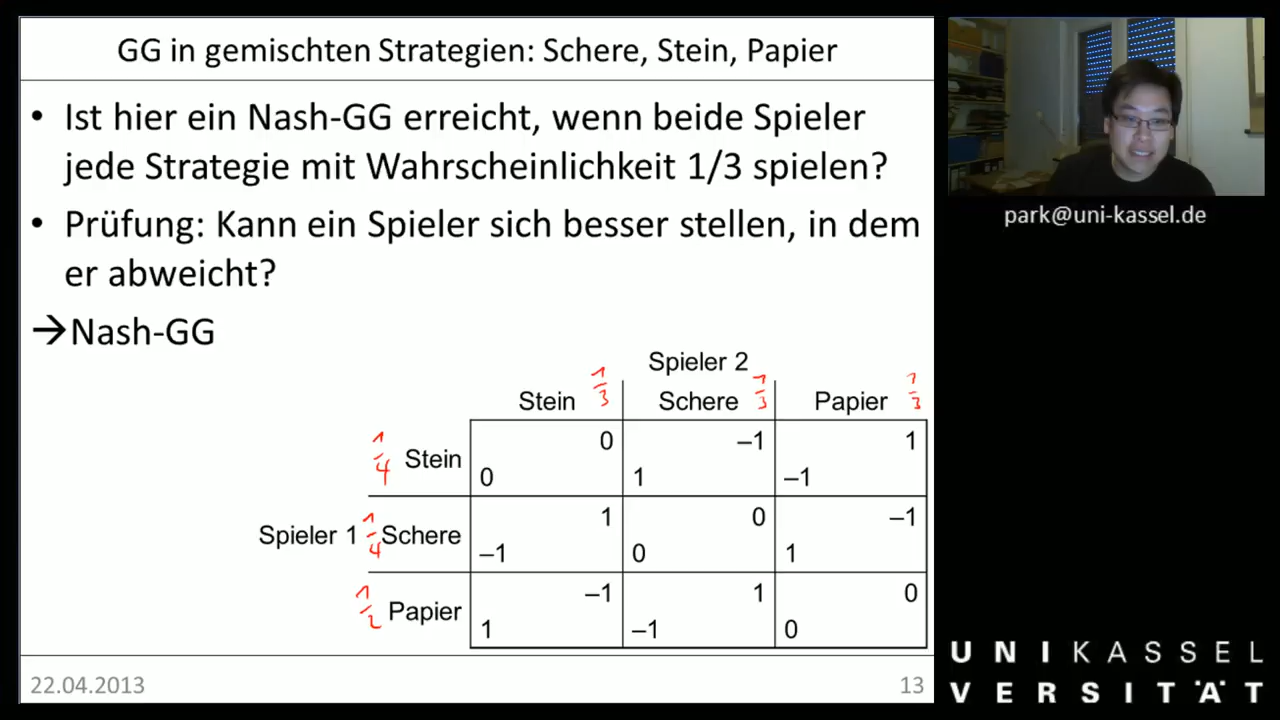 GG in gemischten Strategien: Schere, Stein, Papier
• Ist hier ein Nash-GG erreicht, wenn beide Spieler
jede Strategie mit Wahrscheinlichkeit 1/3 spielen?
• Prüfung: Kann ein Spieler sich besser stellen, in dem
er abweicht?
→Nash-GG
Spieler 2
Stein 1/3 Schere 1/3 Papier 1/3
0 –1 1
1/4 Stein
0 1 –1
1 0 –1
Spieler 1 1/4 Schere
–1 0 1
–1 1 0
1/2 Papier
1 –1 0
22.04.2013 13
park@uni-kassel.de
UNIKASSEL
VERSITÄT